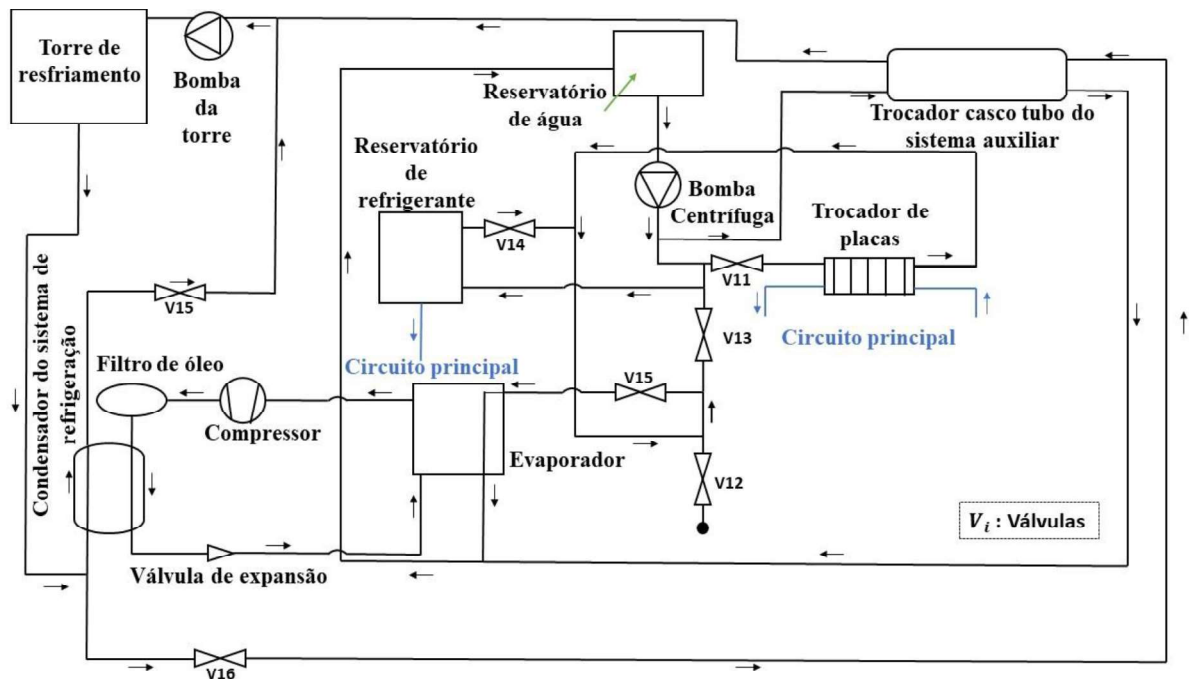 Torre de
resfriamento
Bomba
da
torre
Reservatório
de água
Trocador casco tubo do
sistema auxiliar
Reservatório
de
refrigerante
Bomba
Centrífuga
Trocador de
placas
V14
V11
V15
V13
Circuito principal
Circuito principal
Condensador do sistema de
refrigeração
Filtro de óleo
Compressor
V15
Evaporador
V12
V𝑖 : Válvulas
Válvula de expansão
V16